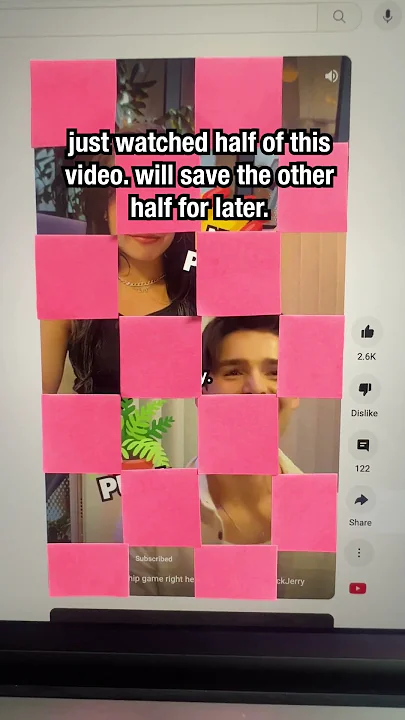 just watched half of this
video. will save the other
half for later.
2.6K
Dislike
122
Share
Subscribed
hip game right he
ckJerry